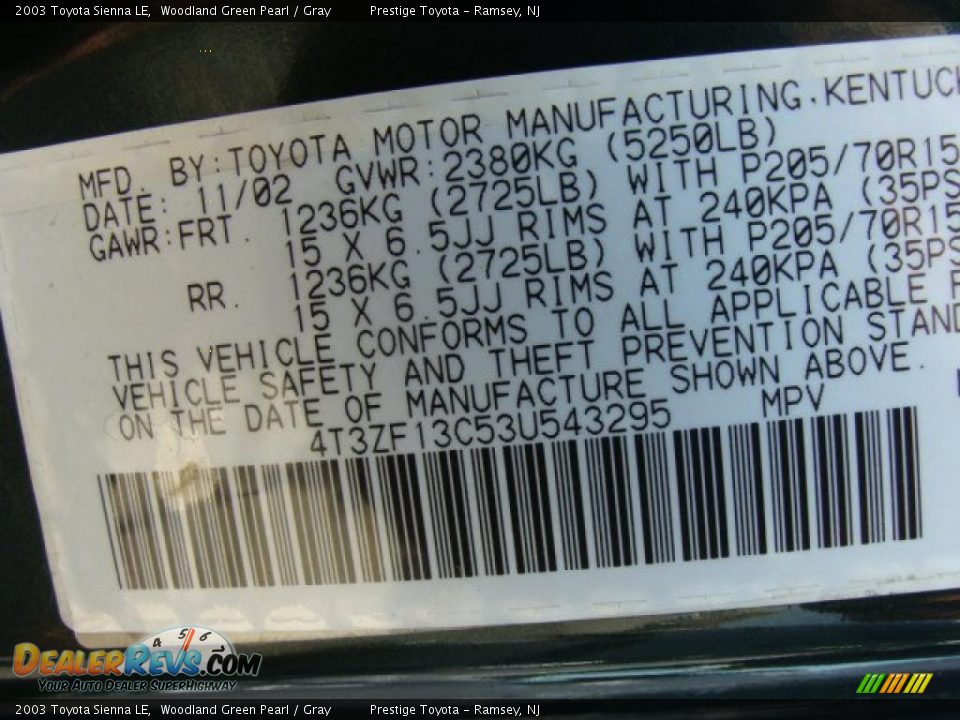 2003 Toyota Sienna LE,  Woodland Green Pearl / Gray          Prestige Toyota - Ramsey, NJ
MFD. BY:TOYOTA MOTOR MANUFACTURING.KENTUCK
DATE: 11/02   GVWR:2380KG (5250LB)
GAWR:FRT.  1236KG (2725LB) WITH P205/70R15
15 X 6.5JJ RIMS AT 240KPA (35PS
RR.  1236KG (2725LB) WITH P205/70R15
15 X 6.5JJ RIMS AT 240KPA (35PS
THIS VEHICLE CONFORMS TO ALL APPLICABLE F
VEHICLE SAFETY AND THEFT PREVENTION STAND
ON THE DATE OF MANUFACTURE SHOWN ABOVE.
4T3ZF13C53U543295    MPV
4 5 6
DEALERREVS.COM
YOUR AUTO DEALER SUPERHIGHWAY
2003 Toyota Sienna LE,  Woodland Green Pearl / Gray          Prestige Toyota - Ramsey, NJ